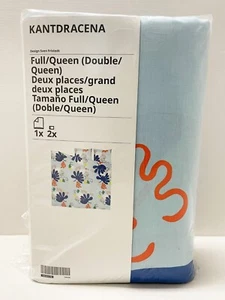 KANTDRACENA
Full/Queen (Double/
Queen)
Deux places/grand
deux places
Tamaño Full/Queen
(Doble/Queen)
1x 2x